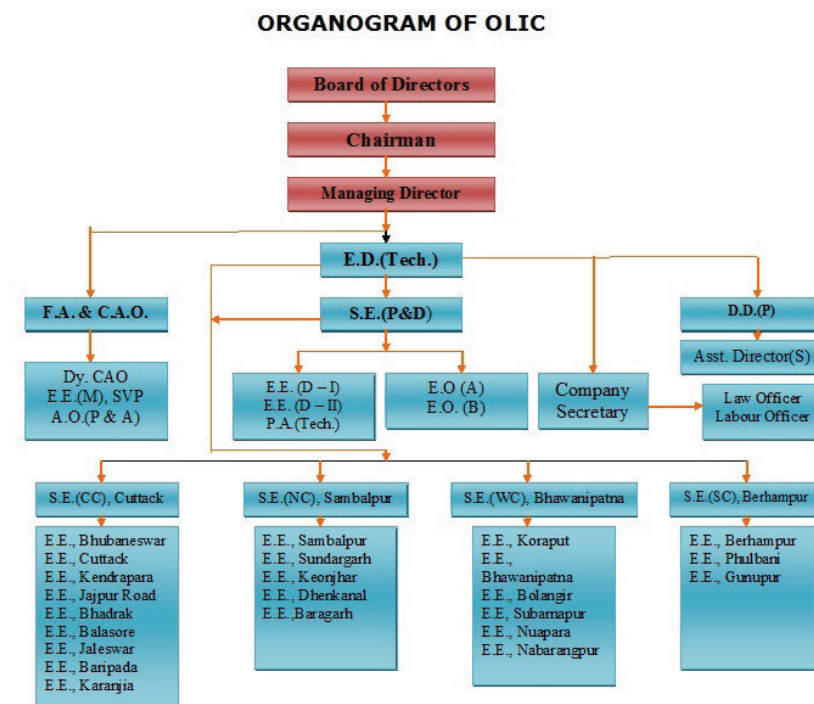 ORGANOGRAM OF OLIC
Board of Directors
Chairman
Managing Director
E.D.(Tech.)
F.A. & C.A.O.
S.E.(P&D)
D.D.(P)
Dy. CAO
E.E.(M), SVP
A.O.(P & A)
E.E. (D – I)
E.E. (D – II)
P.A.(Tech.)
E.O (A)
E.O. (B)
Company
Secretary
Asst. Director(S)
Law Officer
Labour Officer
S.E.(CC), Cuttack
S.E.(NC), Sambalpur
S.E.(WC), Bhawanipatna
S.E.(SC), Berhampur
E.E., Bhubaneswar
E.E., Cuttack
E.E., Kendrapara
E.E., Jajpur Road
E.E., Bhadrak
E.E., Balasore
E.E., Jaleswar
E.E., Baripada
E.E., Karanjia
E.E., Sambalpur
E.E., Sundargarh
E.E., Keonjhar
E.E., Dhenkanal
E.E.,Baragarh
E.E., Koraput
E.E.,
Bhawanipatna
E.E., Bolangir
E.E, Subarnapur
E.E., Nuapara
E.E., Nabarangpur
E.E., Berhampur
E.E., Phulbani
E.E., Gunupur